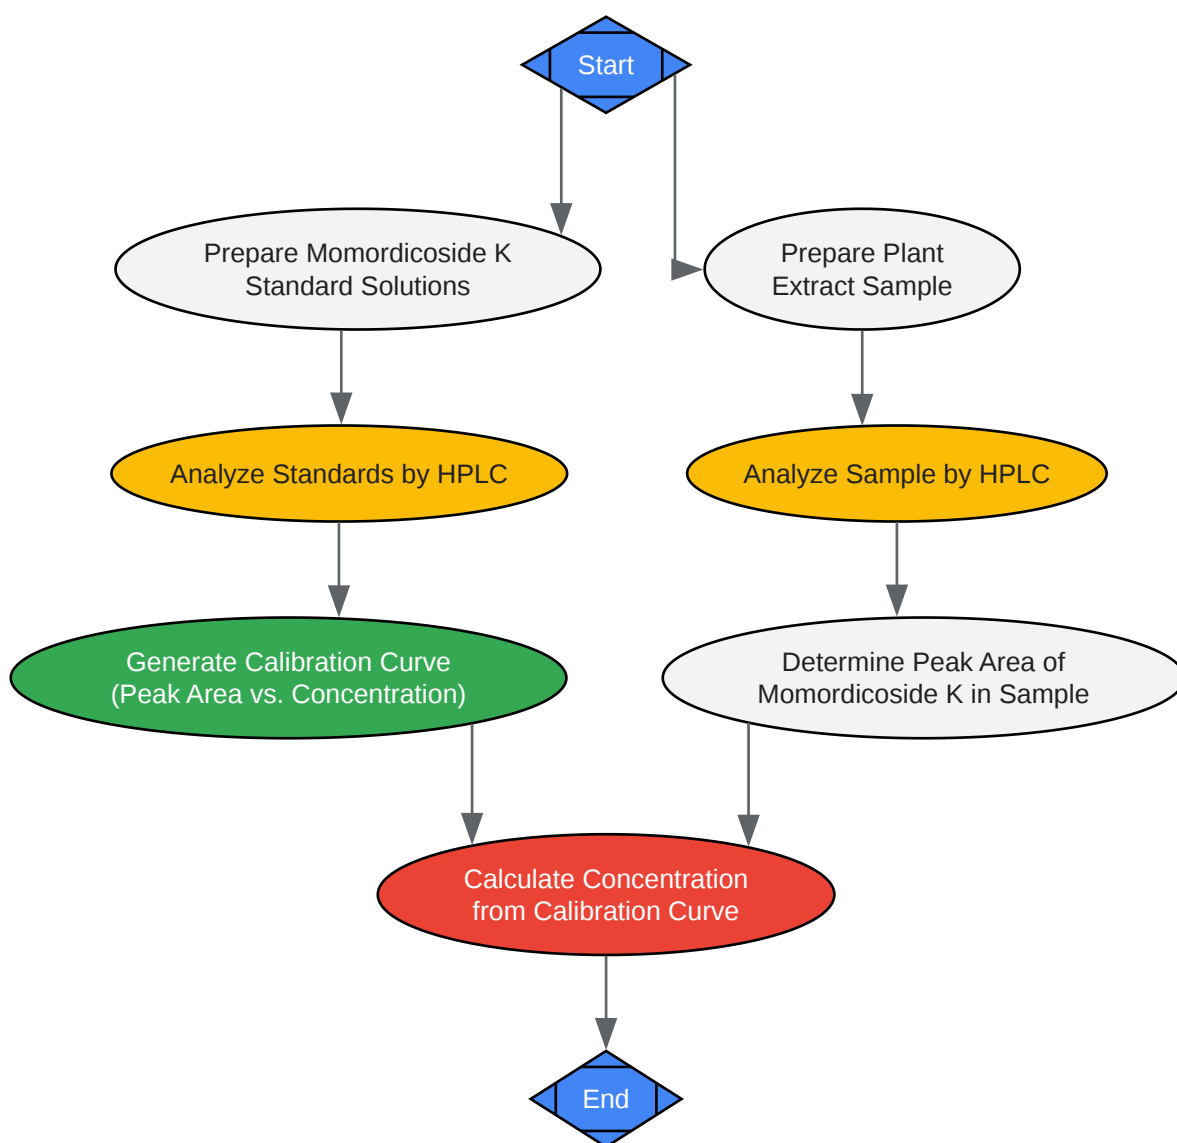 Start
Prepare Momordicoside K
Standard Solutions
Prepare Plant
Extract Sample
Analyze Standards by HPLC
Analyze Sample by HPLC
Generate Calibration Curve
(Peak Area vs. Concentration)
Determine Peak Area of
Momordicoside K in Sample
Calculate Concentration
from Calibration Curve
End